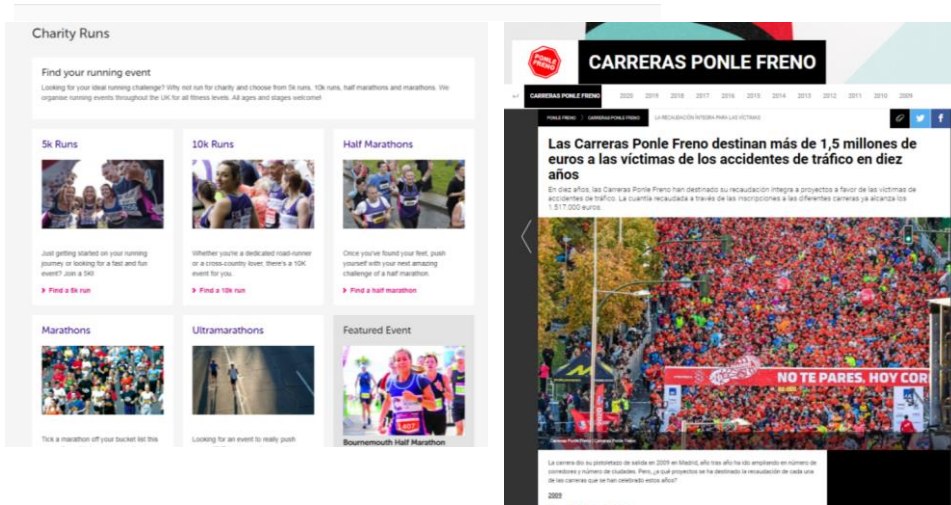 Charity Runs
Find your running event
Looking for your ideal running challenge? Why not run for charity and choose from 5k runs, 10k runs, half marathons and marathons. We
organise running events throughout the UK for all fitness levels. All ages and stages welcome!
5k Runs
10k Runs
Half Marathons
Just getting started on your running
journey or looking for a fast and fun
event? Join a 5K!
Whether you're a dedicated road-runner
or a cross-country lover, there's a 10K
event for you.
Once you've found your feet, push
yourself with your next amazing
challenge of a half marathon.
Find a 5k run
Find a 10k run
Find a half marathon
Marathons
Ultramarathons
Featured Event
Tick a marathon off your bucket list this
Looking for an event to really push
Bournemouth Half Marathon
PONLE
FRENO
CARRERAS PONLE FRENO
CARRERAS PONLE FRENO 2020 2019 2018 2017 2016 2015 2014 2013 2012 2011 2010 2009
PONLE FRENO | CARRERAS PONLE FRENO LA RECAUDACIÓN ÍNTEGRA PARA LAS VÍCTIMAS
Las Carreras Ponle Freno destinan más de 1,5 millones de
euros a las víctimas de los accidentes de tráfico en diez
años
En diez años, las Carreras Ponle Freno han destinado su recaudación íntegra a proyectos a favor de las víctimas de
accidentes de tráfico. La cuantía recaudada a través de las inscripciones a las diferentes carreras ya alcanza los
1.517.000 euros.
NO TE PARES, HOY COR
AXA
Carreras Ponle Freno | Carreras Ponle Freno
La carrera dio su pistoletazo de salida en 2009 en Madrid, año tras año ha ido ampliando en número de
corredores y número de ciudades. Pero, ¿a qué proyectos se ha destinado la recaudación de cada una
de las carreras que se han celebrado estos años?
2009